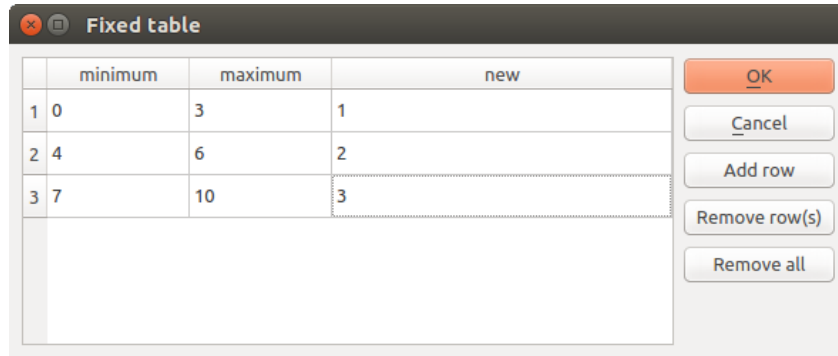 Fixed table
minimum maximum new
1 0 3 1
2 4 6 2
3 7 10 3
OK
Cancel
Add row
Remove row(s)
Remove all